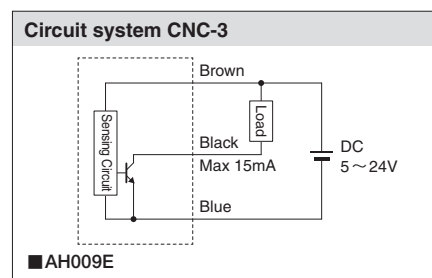 Circuit system CNC-3
Brown
Sensing Circuit
Load
Black
Max 15mA
DC
5～24V
Blue
■AH009E